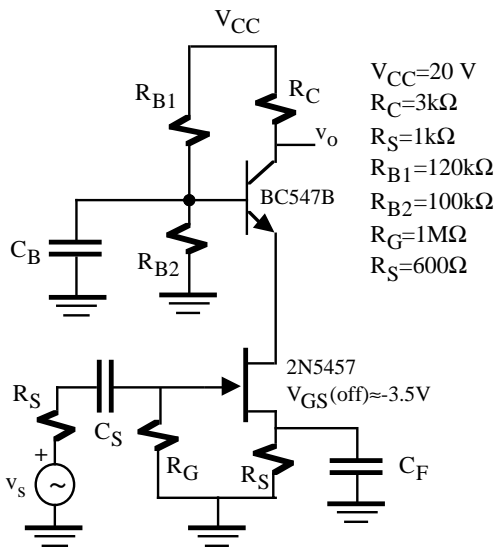 VCC
RB1
RC
vo
BC547B
CB
RB2
VCC=20 V
RC=3kΩ
RS=1kΩ
RB1=120kΩ
RB2=100kΩ
RG=1MΩ
RS=600Ω
2N5457
VGS(off)≈-3.5V
RS
CS
+
vs
~
RG
RS
CF